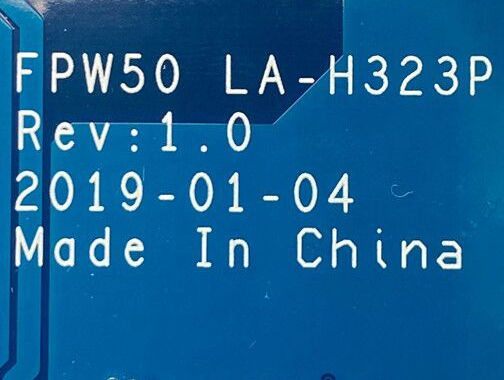 FPW50 LA-H323P
Rev:1.0
2019-01-04
Made In China